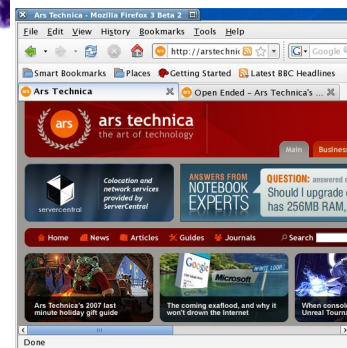 Ars Technica - Mozilla Firefox 3 Beta 2
File Edit View History Bookmarks Tools Help
http://arstechnic
G Google
Smart Bookmarks Places Getting Started Latest BBC Headlines
Ars Technica
Open Ended - Ars Technica's ...
ars
ars technica
the art of technology
Main Busines
servercentral
Colocation and
network services
provided by
ServerCentral
ANSWERS FROM
NOTEBOOK
EXPERTS
QUESTION: answered
Should I upgrade
has 256MB RAM,
Home News Articles Guides Journals Search
Ars Technica's 2007 last
minute holiday gift guide
Google
Microsoft
The coming exaflood, and why it
won't drown the Internet
When consol
Unreal Tourna
Done